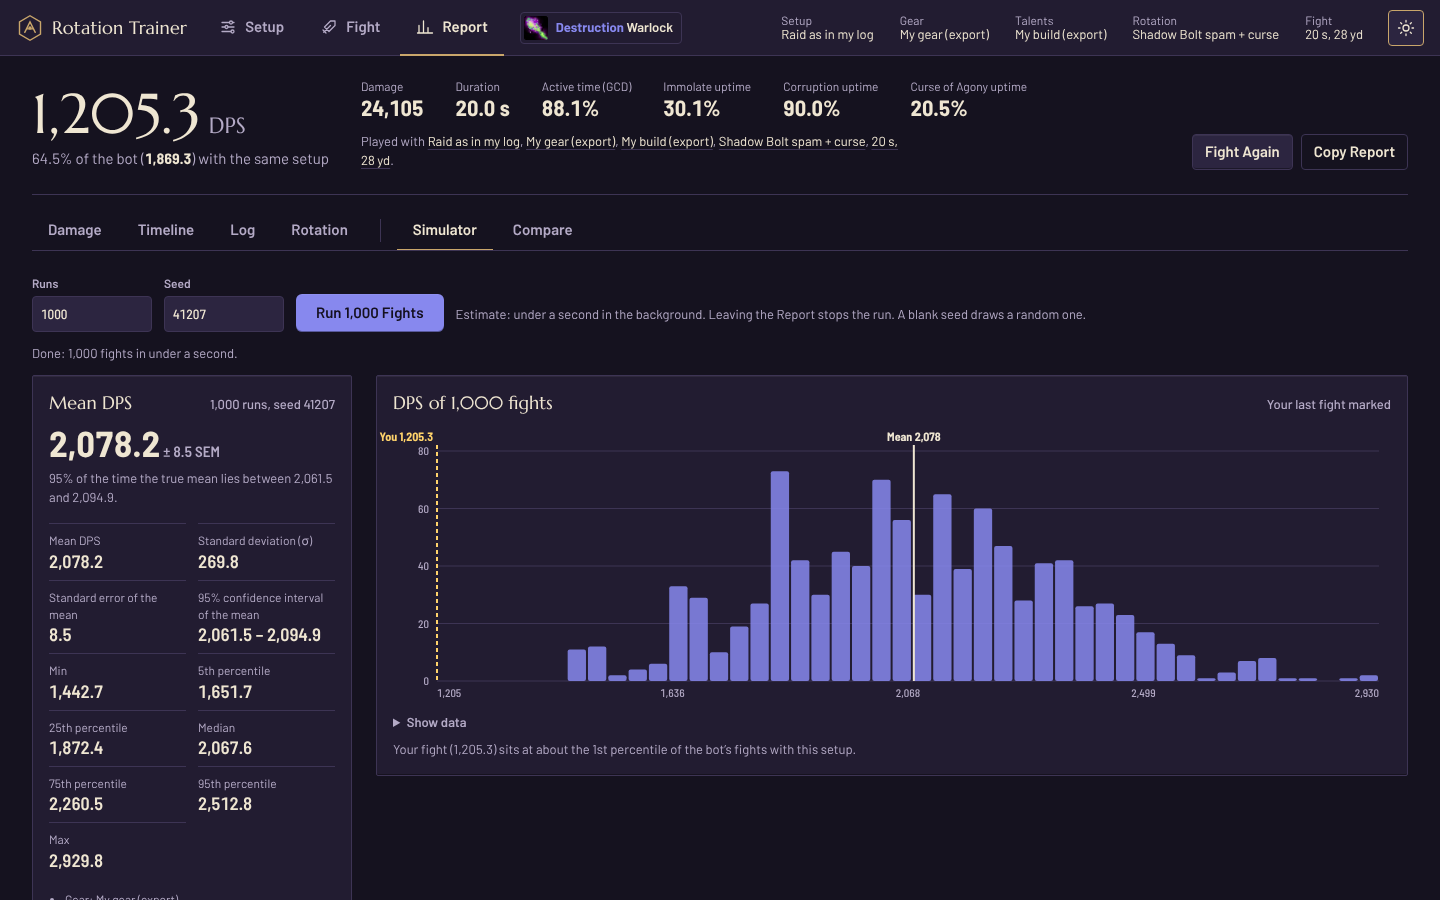 Rotation Trainer
Setup
Fight
Report
Destruction Warlock
Setup
Raid as in my log
Gear
My gear (export)
Talents
My build (export)
Rotation
Shadow Bolt spam + curse
Fight
20 s, 28 yd
1,205.3 DPS
64.5% of the bot (1,869.3) with the same setup
Damage
24,105
Duration
20.0 s
Active time (GCD)
88.1%
Immolate uptime
30.1%
Corruption uptime
90.0%
Curse of Agony uptime
20.5%
Played with Raid as in my log, My gear (export), My build (export), Shadow Bolt spam + curse, 20 s,
28 yd.
Fight Again
Copy Report
Damage
Timeline
Log
Rotation
Simulator
Compare
Runs
1000
Seed
41207
Run 1,000 Fights
Estimate: under a second in the background. Leaving the Report stops the run. A blank seed draws a random one.
Done: 1,000 fights in under a second.
Mean DPS
1,000 runs, seed 41207
2,078.2 ± 8.5 SEM
95% of the time the true mean lies between 2,061.5
and 2,094.9.
Mean DPS
2,078.2
Standard deviation (σ)
269.8
Standard error of the
mean
8.5
95% confidence interval
of the mean
2,061.5 – 2,094.9
Min
1,442.7
5th percentile
1,651.7
25th percentile
1,872.4
Median
2,067.6
75th percentile
2,260.5
95th percentile
2,512.8
Max
2,929.8
Gear: My gear (export)
DPS of 1,000 fights
Your last fight marked
You 1,205.3
Mean 2,078
80
60
40
20
0
1,205
1,636
2,068
2,499
2,930
Show data
Your fight (1,205.3) sits at about the 1st percentile of the bot's fights with this setup.